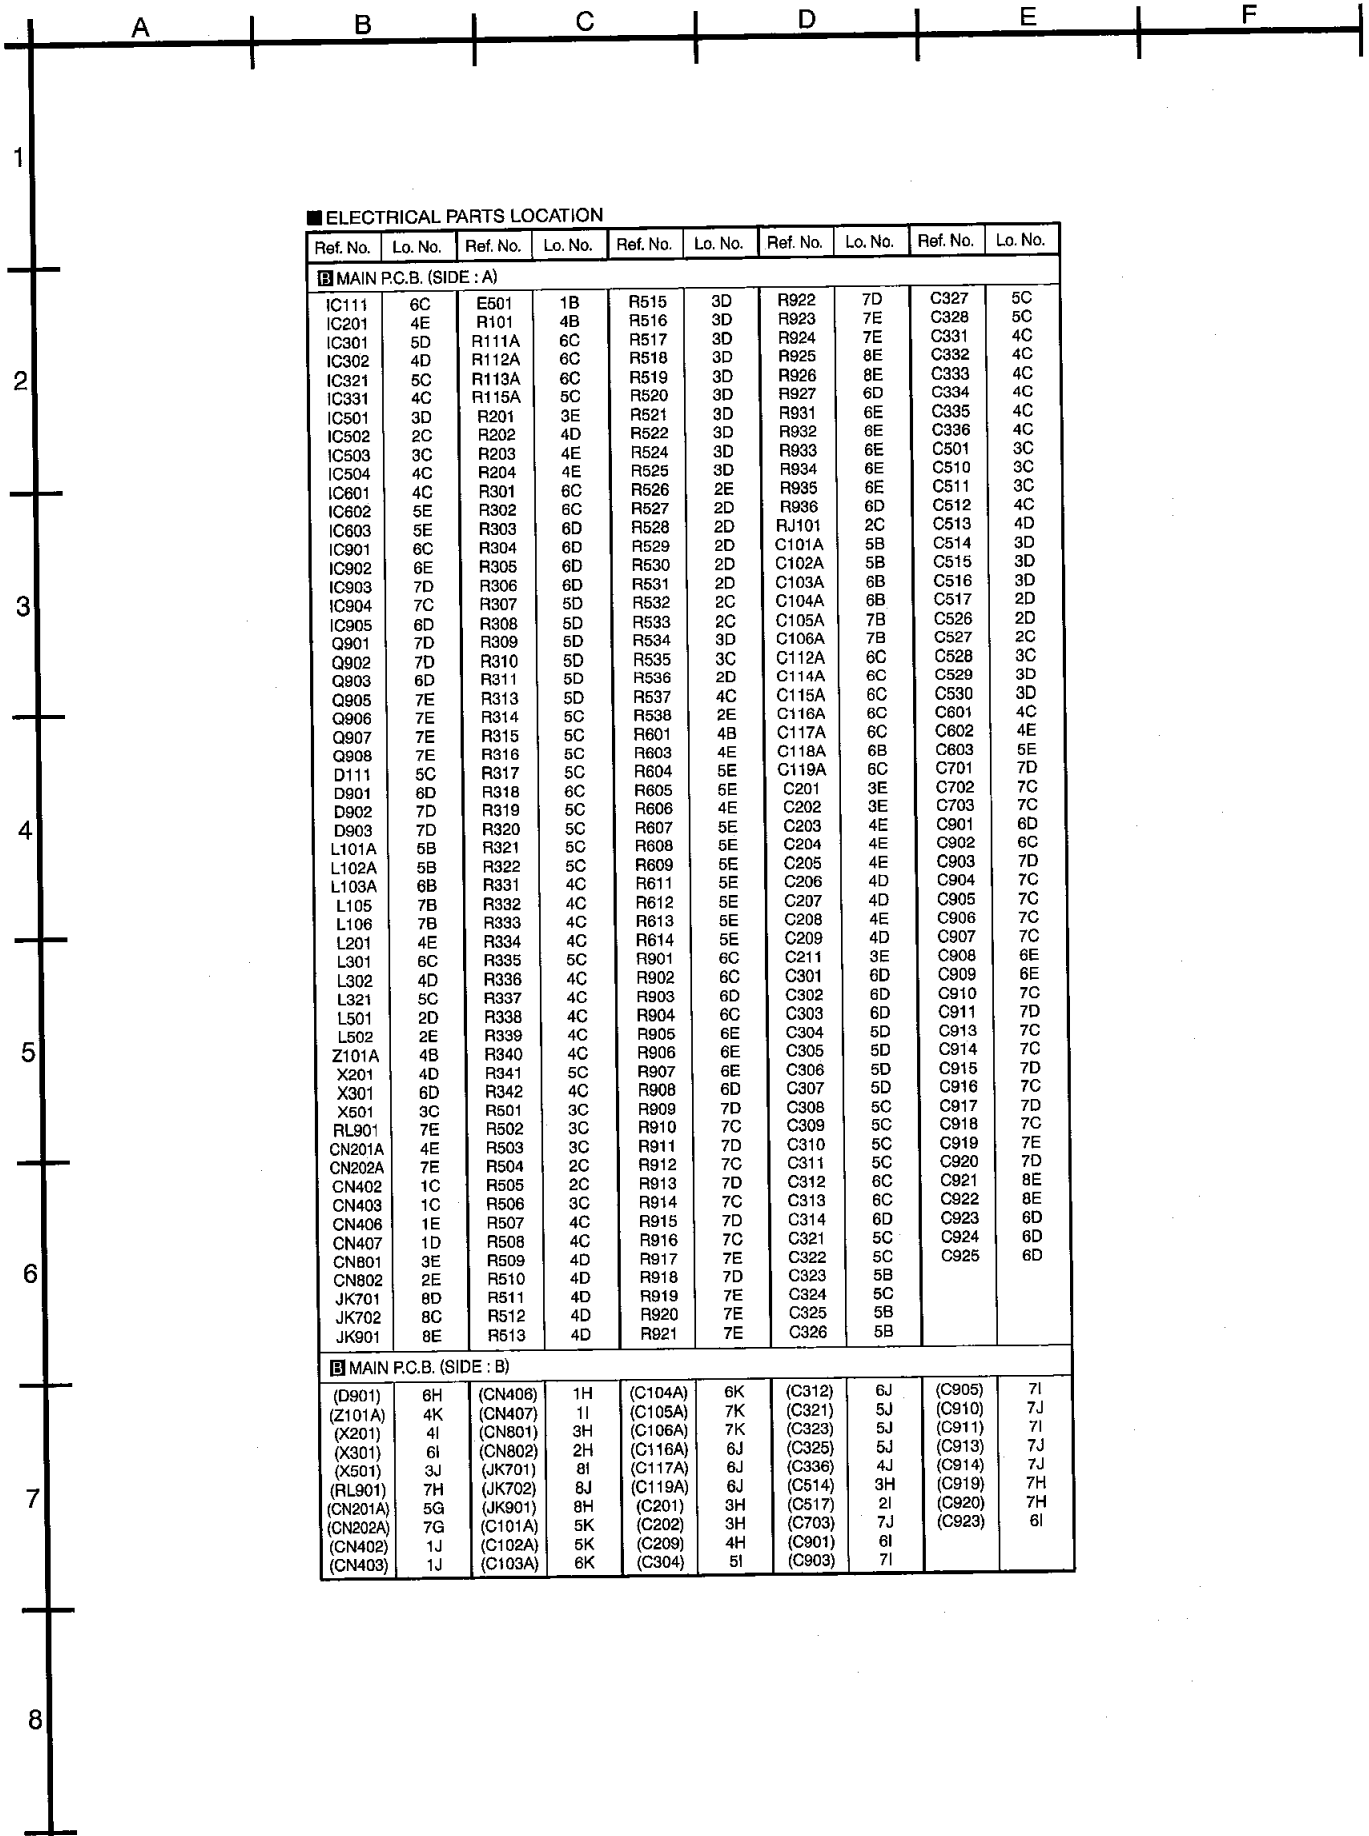 A B C D E F
1
■ ELECTRICAL PARTS LOCATION
Ref. No. Lo. No. Ref. No. Lo. No. Ref. No. Lo. No. Ref. No. Lo. No. Ref. No. Lo. No.
B MAIN P.C.B. (SIDE : A)
IC111 6C E501 1B R515 3D R922 7D C327 5C
IC201 4E R101 4B R516 3D R923 7E C328 5C
IC301 5D R111A 6C R517 3D R924 7E C331 4C
IC302 4D R112A 6C R518 3D R925 8E C332 4C
2
IC321 5C R113A 6C R519 3D R926 8E C333 4C
IC331 4C R115A 5C R520 3D R927 6D C334 4C
IC501 3D R201 3E R521 3D R931 6E C335 4C
IC502 2C R202 4D R522 3D R932 6E C336 4C
IC503 3C R203 4E R524 3D R933 6E C501 3C
IC504 4C R204 4E R525 3D R934 6E C510 3C
IC601 4C R301 6C R526 2E R935 6E C511 3C
IC602 5E R302 6C R527 2D R936 6D C512 4C
IC603 5E R303 6D R528 2D RJ101 2C C513 4D
IC901 6C R304 6D R529 2D C101A 5B C514 3D
IC902 6E R305 6D R530 2D C102A 5B C515 3D
IC903 7D R306 6D R531 2D C103A 6B C516 3D
3
IC904 7C R307 5D R532 2C C104A 6B C517 2D
IC905 6D R308 5D R533 2C C105A 7B C526 2D
Q901 7D R309 5D R534 3D C106A 7B C527 2C
Q902 7D R310 5D R535 3C C112A 6C C528 3C
Q903 6D R311 5D R536 2D C114A 6C C529 3D
Q905 7E R313 5D R537 4C C115A 6C C530 3D
Q906 7E R314 5C R538 2E C116A 6C C601 4C
Q907 7E R315 5C R601 4B C117A 6C C602 4E
Q908 7E R316 5C R603 4E C118A 6B C603 5E
D111 5C R317 5C R604 5E C119A 6C C701 7D
D901 6D R318 6C R605 5E C201 3E C702 7C
D902 7D R319 5C R606 4E C202 3E C703 7C
4
D903 7D R320 5C R607 5E C203 4E C901 6D
L101A 5B R321 5C R608 5E C204 4E C902 6C
L102A 5B R322 5C R609 5E C205 4E C903 7D
L103A 6B R331 4C R611 5E C206 4D C904 7C
L105 7B R332 4C R612 5E C207 4D C905 7C
L106 7B R333 4C R613 5E C208 4E C906 7C
L201 4E R334 4C R614 5E C209 4D C907 7C
L301 6C R335 5C R901 6C C211 3E C908 6E
L302 4D R336 4C R902 6C C301 6D C909 6E
L321 5C R337 4C R903 6D C302 6D C910 7C
L501 2D R338 4C R904 6C C303 6D C911 7D
L502 2E R339 4C R905 6E C304 5D C913 7C
5
Z101A 4B R340 4C R906 6E C305 5D C914 7C
X201 4D R341 5C R907 6E C306 5D C915 7D
X301 6D R342 4C R908 6D C307 5D C916 7C
X501 3C R501 3C R909 7D C308 5C C917 7D
RL901 7E R502 3C R910 7C C309 5C C918 7C
CN201A 4E R503 3C R911 7D C310 5C C919 7E
CN202A 7E R504 2C R912 7C C311 5C C920 7D
CN402 1C R505 2C R913 7D C312 6C C921 8E
CN403 1C R506 3C R914 7C C313 6C C922 8E
CN406 1E R507 4C R915 7D C314 6D C923 6D
CN407 1D R508 4C R916 7C C321 5C C924 6D
CN801 3E R509 4D R917 7E C322 5C C925 6D
6
CN802 2E R510 4D R918 7D C323 5B
JK701 8D R511 4D R919 7E C324 5C
JK702 8C R512 4D R920 7E C325 5B
JK901 8E R513 4D R921 7E C326 5B
B MAIN P.C.B. (SIDE : B)
(D901) 6H (CN406) 1H (C104A) 6K (C312) 6J (C905) 7I
(Z101A) 4K (CN407) 1I (C105A) 7K (C321) 5J (C910) 7J
(X201) 4I (CN801) 3H (C106A) 7K (C323) 5J (C911) 7I
(X301) 6I (CN802) 2H (C116A) 6J (C325) 5J (C913) 7J
(X501) 3J (JK701) 8I (C117A) 6J (C336) 4J (C914) 7J
7
(RL901) 7H (JK702) 8J (C119A) 6J (C514) 3H (C919) 7H
(CN201A) 5G (JK901) 8H (C201) 3H (C517) 2I (C920) 7H
(CN202A) 7G (C101A) 5K (C202) 3H (C703) 7J (C923) 6I
(CN402) 1J (C102A) 5K (C209) 4H (C901) 6I
(CN403) 1J (C103A) 6K (C304) 5I (C903) 7I
8